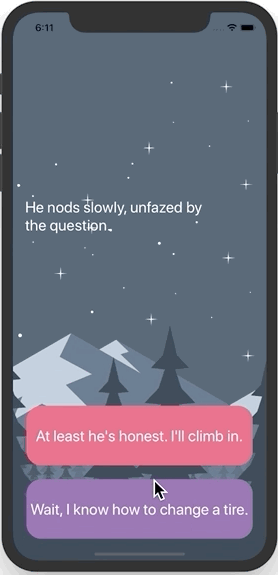 6:11
He nods slowly, unfazed by
the question.
At least he's honest. I'll climb in.
Wait, I know how to change a tire.